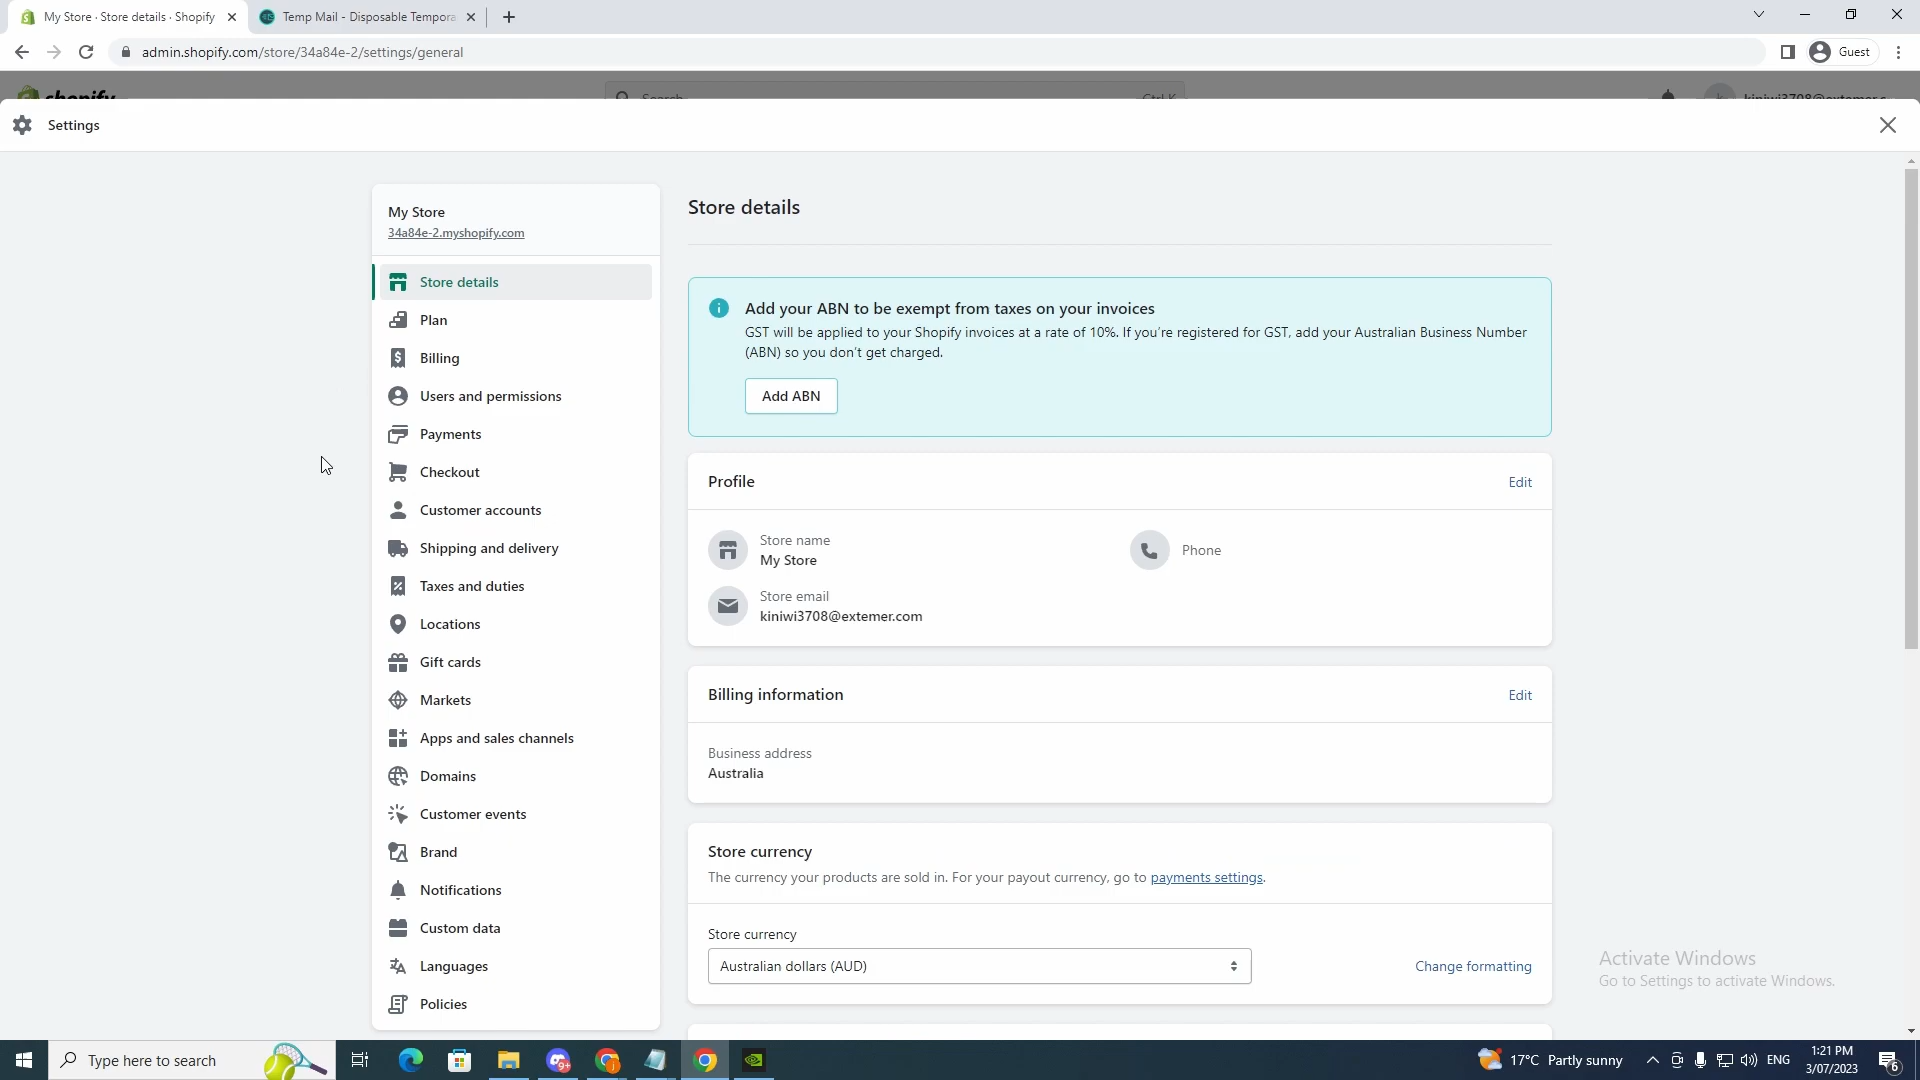 My Store · Store details · Shopify
Temp Mail - Disposable Tempora
admin.shopify.com/store/34a84e-2/settings/general
Guest
shopify
Search
Ctrl K
kiniwi3708@extemer.c
Settings
My Store
34a84e-2.myshopify.com
Store details
Plan
Billing
Users and permissions
Payments
Checkout
Customer accounts
Shipping and delivery
Taxes and duties
Locations
Gift cards
Markets
Apps and sales channels
Domains
Customer events
Brand
Notifications
Custom data
Languages
Policies
Store details
Add your ABN to be exempt from taxes on your invoices
GST will be applied to your Shopify invoices at a rate of 10%. If you’re registered for GST, add your Australian Business Number
(ABN) so you don’t get charged.
Add ABN
Profile
Edit
Store name
My Store
Phone
Store email
kiniwi3708@extemer.com
Billing information
Edit
Business address
Australia
Store currency
The currency your products are sold in. For your payout currency, go to payments settings.
Store currency
Australian dollars (AUD)
Change formatting
Activate Windows
Go to Settings to activate Windows.
Type here to search
9+
17°C Partly sunny
ENG
1:21 PM
3/07/2023
6